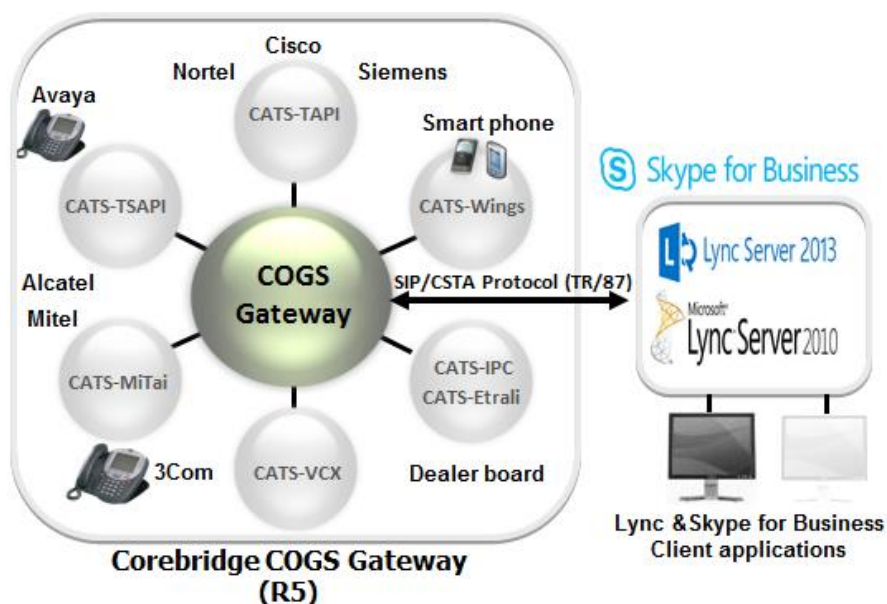 Cisco
Nortel
Siemens
Avaya
CATS-TAPI
Smart phone
CATS-TSAPI
CATS-Wings
S Skype for Business
COGS
Gateway
SIP/CSTA Protocol (TR/87)
L Lync Server 2013
Microsoft®
Lync Server 2010
Alcatel
Mitel
CATS-MiTai
CATS-IPC
CATS-Etrali
3Com
CATS-VCX
Dealer board
Lync &Skype for Business
Client applications
Corebridge COGS Gateway
(R5)